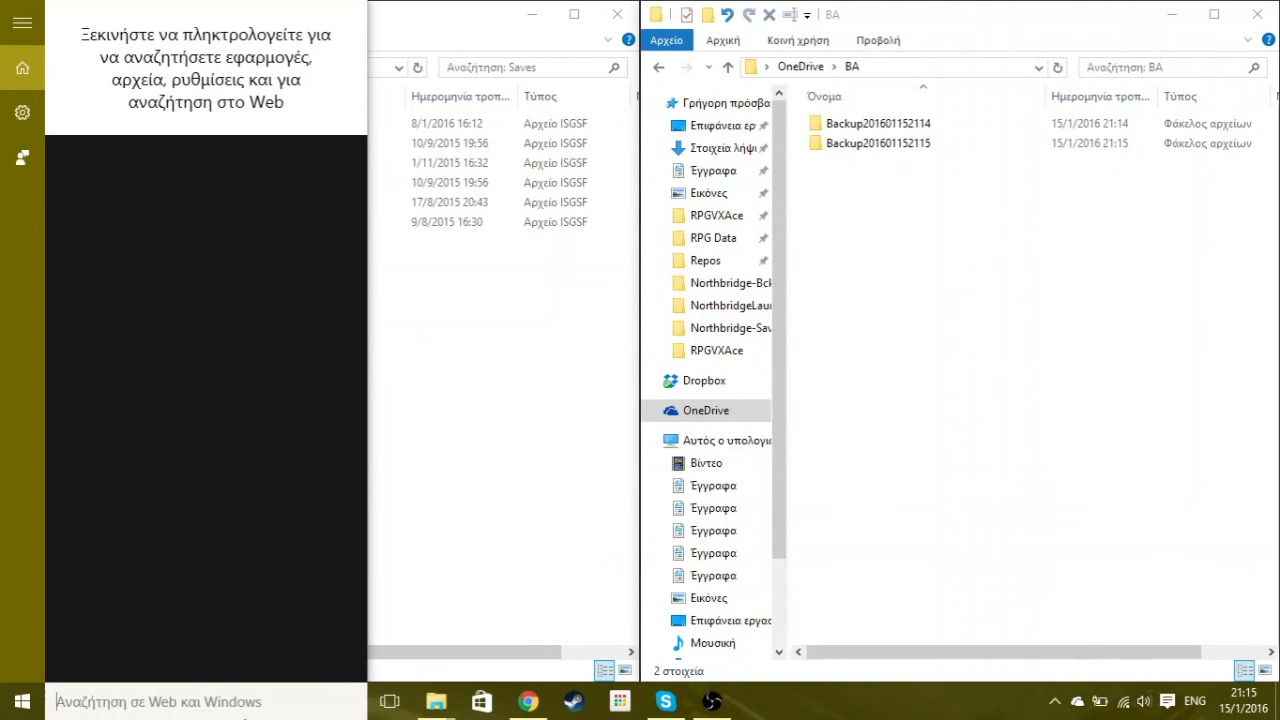 Ξεκινήστε να πληκτρολογείτε για
να αναζητήσετε εφαρμογές,
αρχεία, ρυθμίσεις και για
αναζήτηση στο Web
Αναζήτηση: Saves
Ημερομηνία τροπ... Τύπος
8/1/2016 16:12 Αρχείο ISGSF
10/9/2015 19:56 Αρχείο ISGSF
1/11/2015 16:32 Αρχείο ISGSF
10/9/2015 19:56 Αρχείο ISGSF
17/8/2015 20:43 Αρχείο ISGSF
9/8/2015 16:30 Αρχείο ISGSF
BA
Αρχείο Αρχική Κοινή χρήση Προβολή
OneDrive BA Αναζήτηση: BA
Όνομα Ημερομηνία τροπ... Τύπος
Backup201601152114 15/1/2016 21:14 Φάκελος αρχείων
Backup201601152115 15/1/2016 21:15 Φάκελος αρχείων
Γρήγορη πρόσβα
Επιφάνεια ερ
Στοιχεία λήψι
Έγγραφα
Εικόνες
RPGVXAce
RPG Data
Repos
Northbridge-Bck
NorthbridgeLau
Northbridge-Sav
RPGVXAce
Dropbox
OneDrive
Αυτός ο υπολογι
Βίντεο
Έγγραφα
Έγγραφα
Έγγραφα
Έγγραφα
Έγγραφα
Εικόνες
Επιφάνεια εργας
Μουσική
2 στοιχεία
Αναζήτηση σε Web και Windows
ENG
21:15
15/1/2016